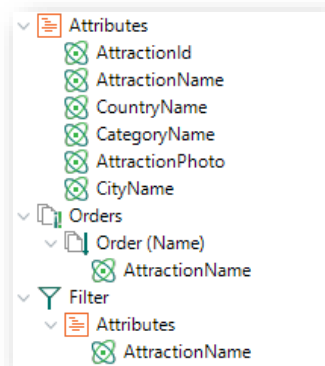 Attributes
AttractionId
AttractionName
CountryName
CategoryName
AttractionPhoto
CityName
Orders
Order (Name)
AttractionName
Filter
Attributes
AttractionName